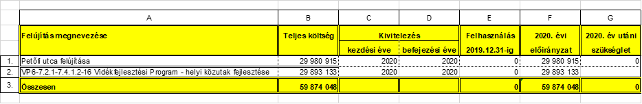 A B C D E F G
Felújítás megnevezése Teljes költség Kivitelezés Felhasználás 2020. évi 2020. év utáni
kezdési éve befejezési éve 2019.12.31-ig előirányzat szükséglet
1. Petőfi utca felújítása 29 980 915 2020 2020 0 29 980 915 0
2. VP6-7.2.1-7.4.1.2-16 Vidékfejlesztési Program - helyi közutak fejlesztése 29 893 133 2020 2020 0 29 893 133 0
3. Összesen 59 874 048 0 59 874 048 0